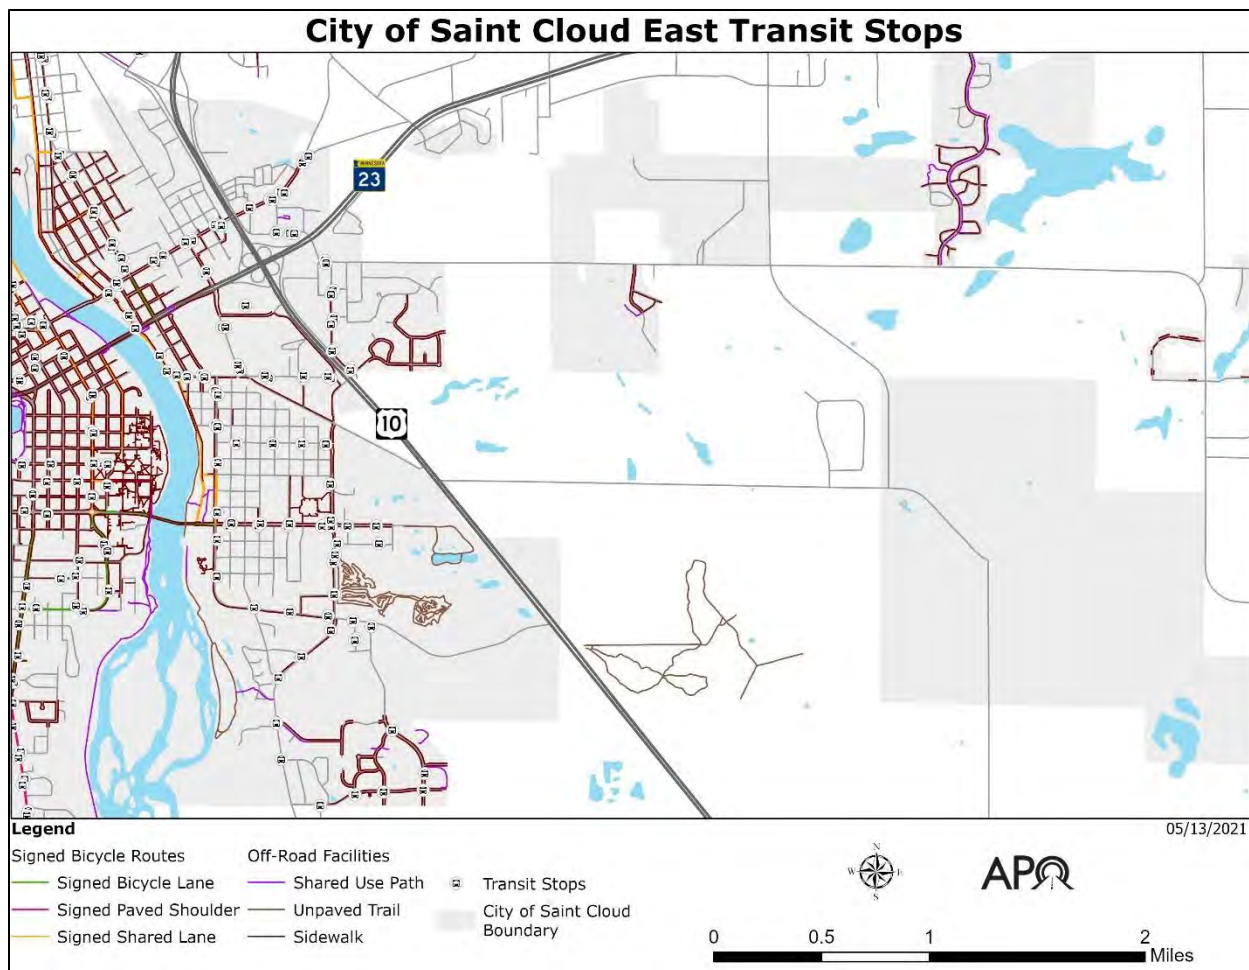 City of Saint Cloud East Transit Stops
MINNESOTA
23
10
Legend
05/13/2021
Signed Bicycle Routes
Signed Bicycle Lane
Signed Paved Shoulder
Signed Shared Lane
Off-Road Facilities
Shared Use Path
Unpaved Trail
Sidewalk
Transit Stops
City of Saint Cloud
Boundary
N
W
E
S
APO
0 0.5 1 2
Miles